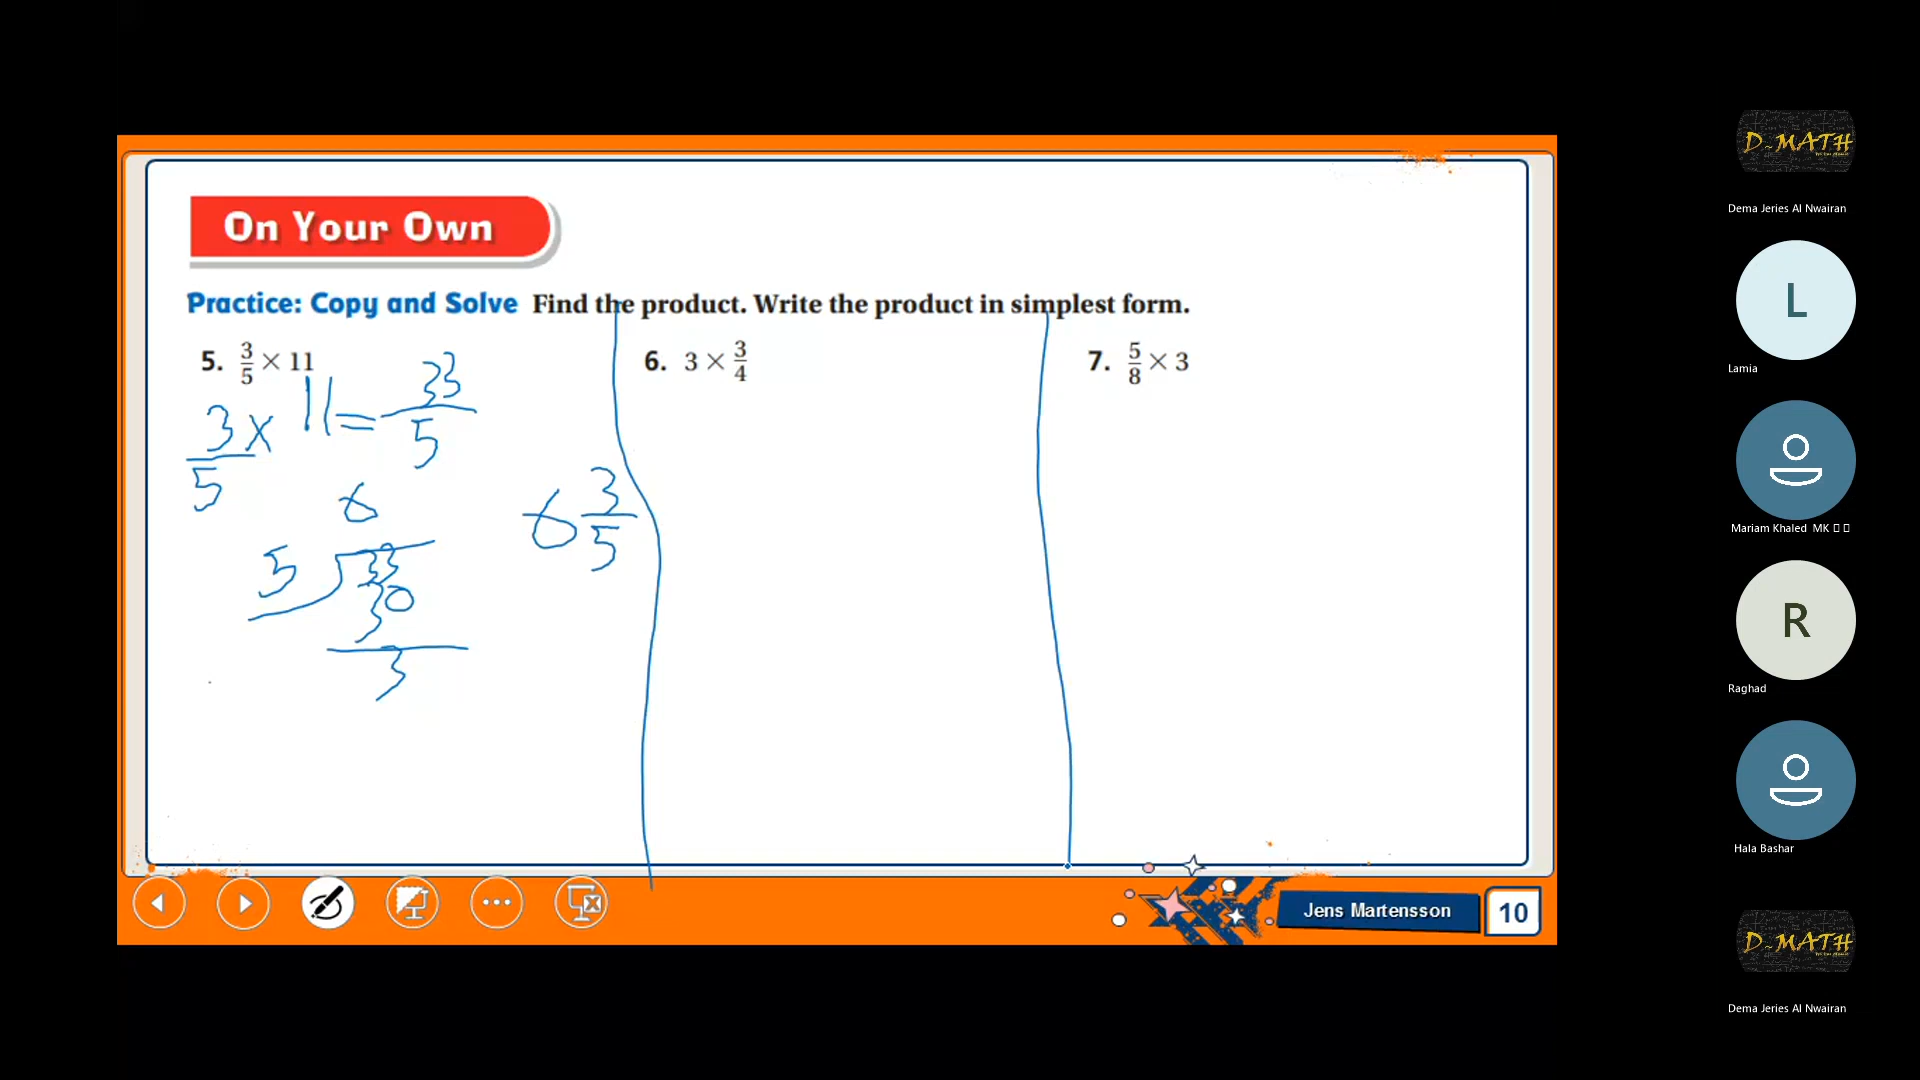 On Your Own
Practice: Copy and Solve Find the product. Write the product in simplest form.
5. 3/5 × 11
6. 3 × 3/4
7. 5/8 × 3
3/5 × 11 = 33/5
6
5 33
30
3
6 3/5
Jens Martensson
10
D-MATH
Dema Jeries Al Nwairan
L
Lamia
Mariam Khaled MK
R
Raghad
Hala Bashar
D-MATH
Dema Jeries Al Nwairan